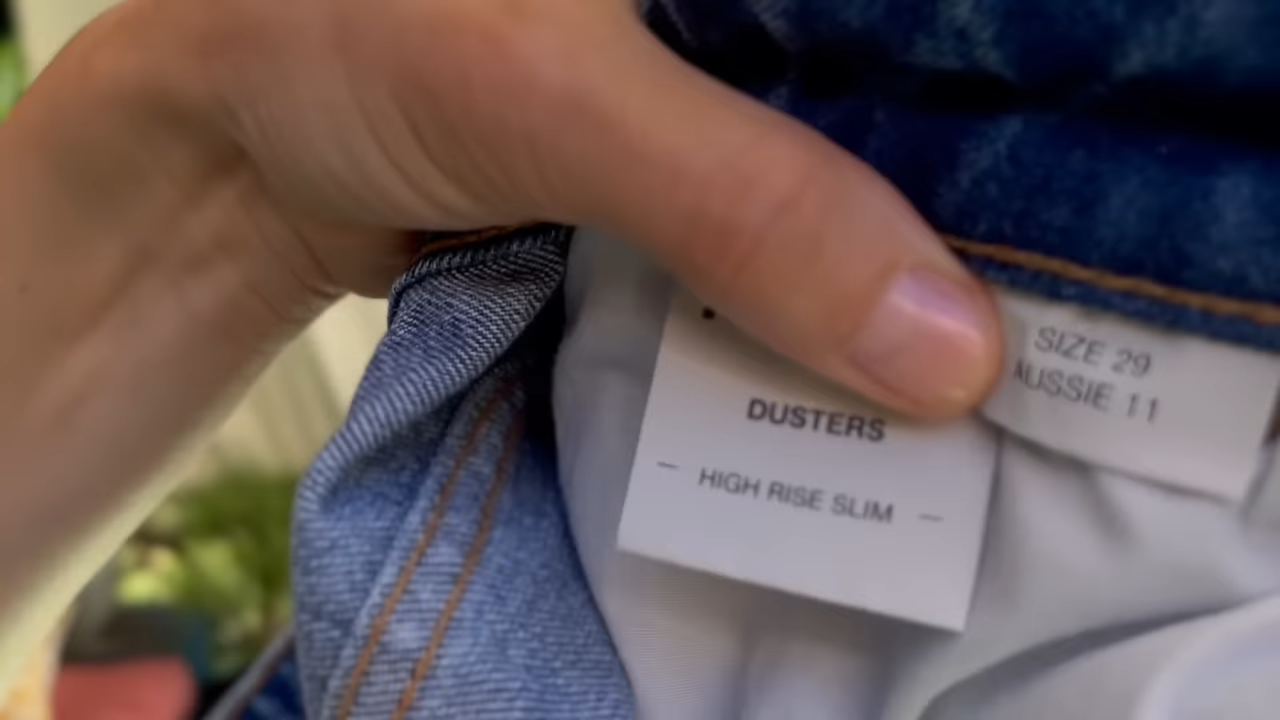 DUSTERS
— HIGH RISE SLIM —
SIZE 29
AUSSIE 11